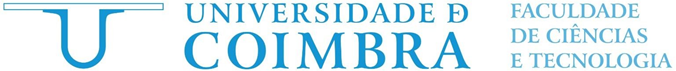 UNIVERSIDADE Đ
COIMBRA
FACULDADE
DE CIÊNCIAS
E TECNOLOGIA